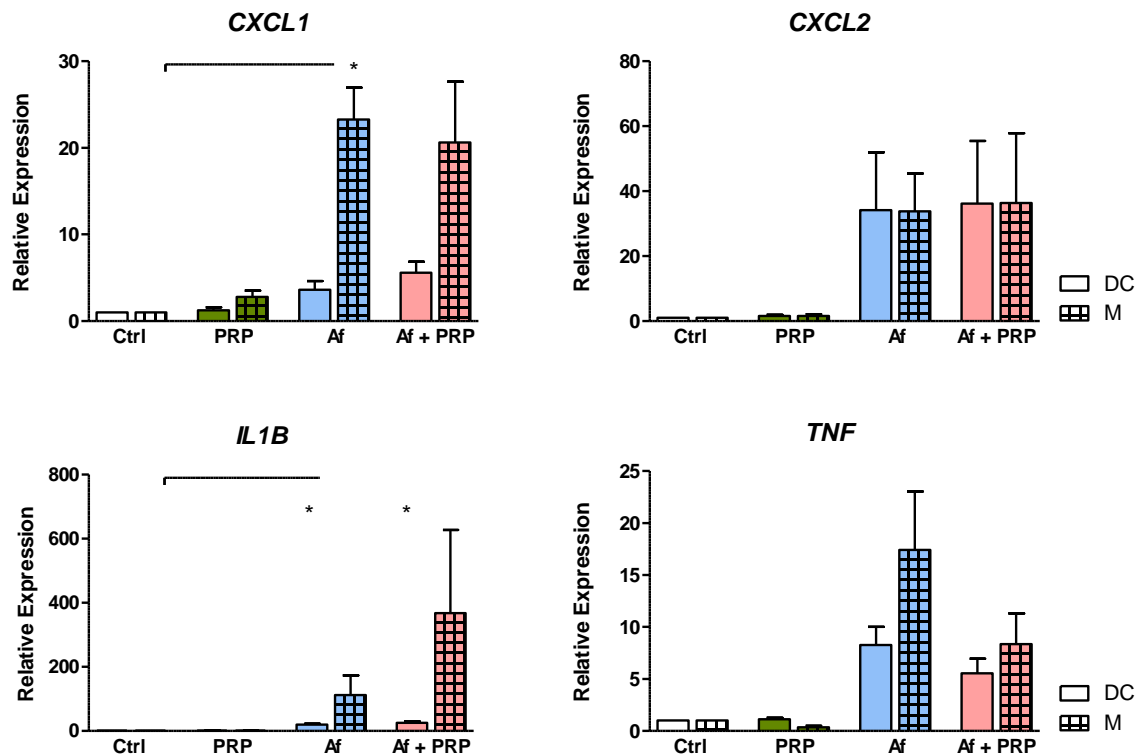 CXCL1
Relative Expression
30
20
10
0
*
Ctrl PRP Af Af + PRP
CXCL2
Relative Expression
80
60
40
20
0
Ctrl PRP Af Af + PRP
DC
M
IL1B
Relative Expression
800
600
400
200
0
* *
Ctrl PRP Af Af + PRP
TNF
Relative Expression
25
20
15
10
5
0
Ctrl PRP Af Af + PRP
DC
M